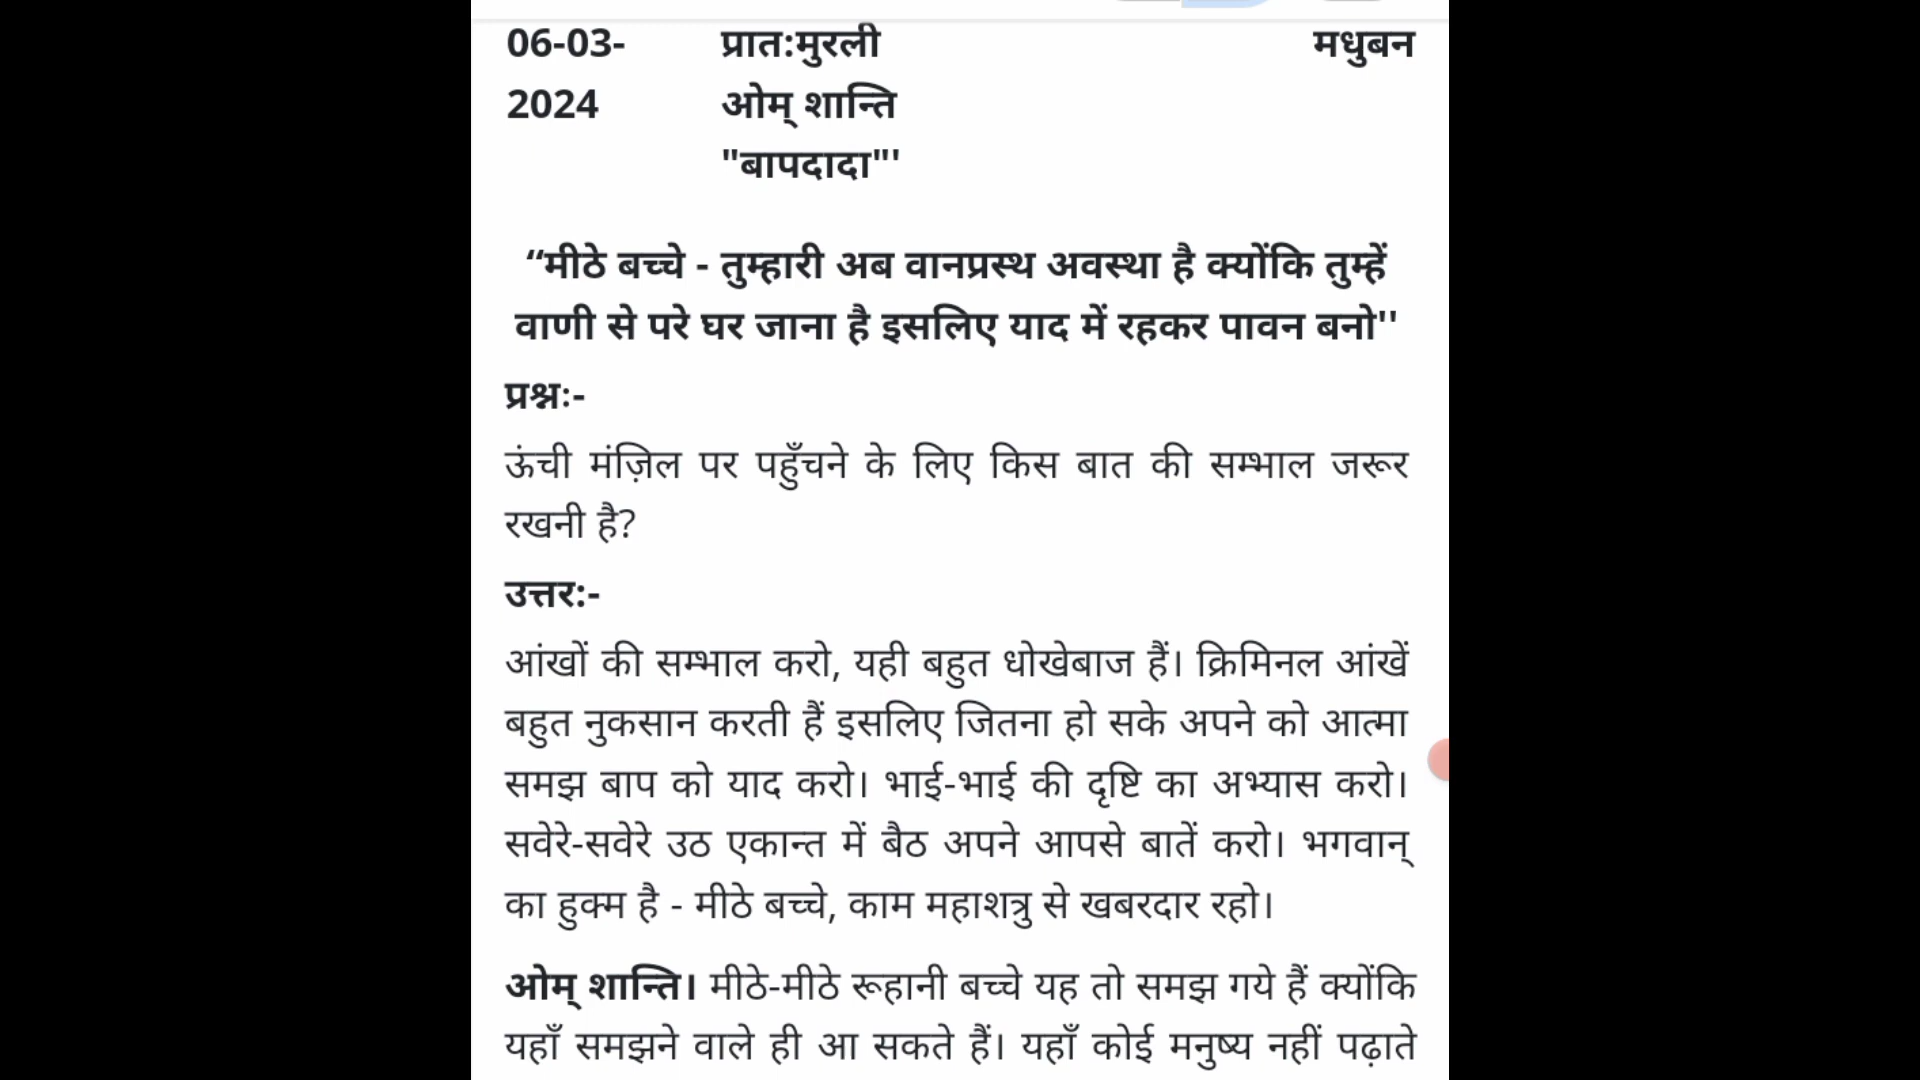 06-03- प्रात:मुरली मधुबन
2024 ओम् शान्ति
"बापदादा"'
“मीठे बच्चे - तुम्हारी अब वानप्रस्थ अवस्था है क्योंकि तुम्हें
वाणी से परे घर जाना है इसलिए याद में रहकर पावन बनो''
प्रश्नः-
ऊंची मंज़िल पर पहुँचने के लिए किस बात की सम्भाल जरूर
रखनी है?
उत्तर:-
आंखों की सम्भाल करो, यही बहुत धोखेबाज हैं। क्रिमिनल आंखें
बहुत नुकसान करती हैं इसलिए जितना हो सके अपने को आत्मा
समझ बाप को याद करो। भाई-भाई की दृष्टि का अभ्यास करो।
सवेरे-सवेरे उठ एकान्त में बैठ अपने आपसे बातें करो। भगवान्
का हुक्म है - मीठे बच्चे, काम महाशत्रु से खबरदार रहो।
ओम् शान्ति। मीठे-मीठे रूहानी बच्चे यह तो समझ गये हैं क्योंकि
यहाँ समझने वाले ही आ सकते हैं। यहाँ कोई मनुष्य नहीं पढ़ाते